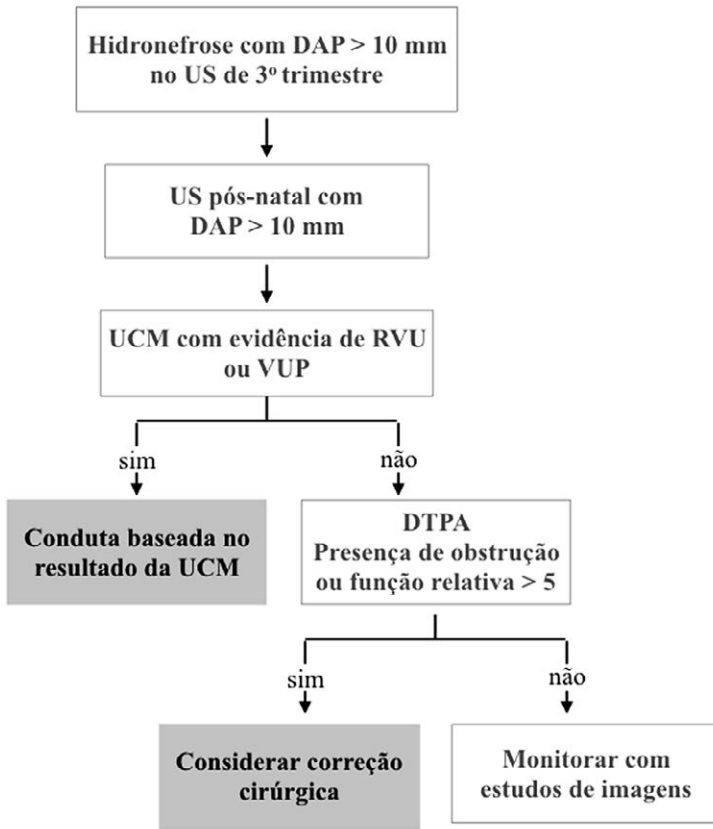 Hidronefrose com DAP > 10 mm
no US de 3º trimestre
US pós-natal com
DAP > 10 mm
UCM com evidência de RVU
ou VUP
sim
não
Conduta baseada no
resultado da UCM
DTPA
Presença de obstrução
ou função relativa > 5
sim
não
Considerar correção
cirúrgica
Monitorar com
estudos de imagens